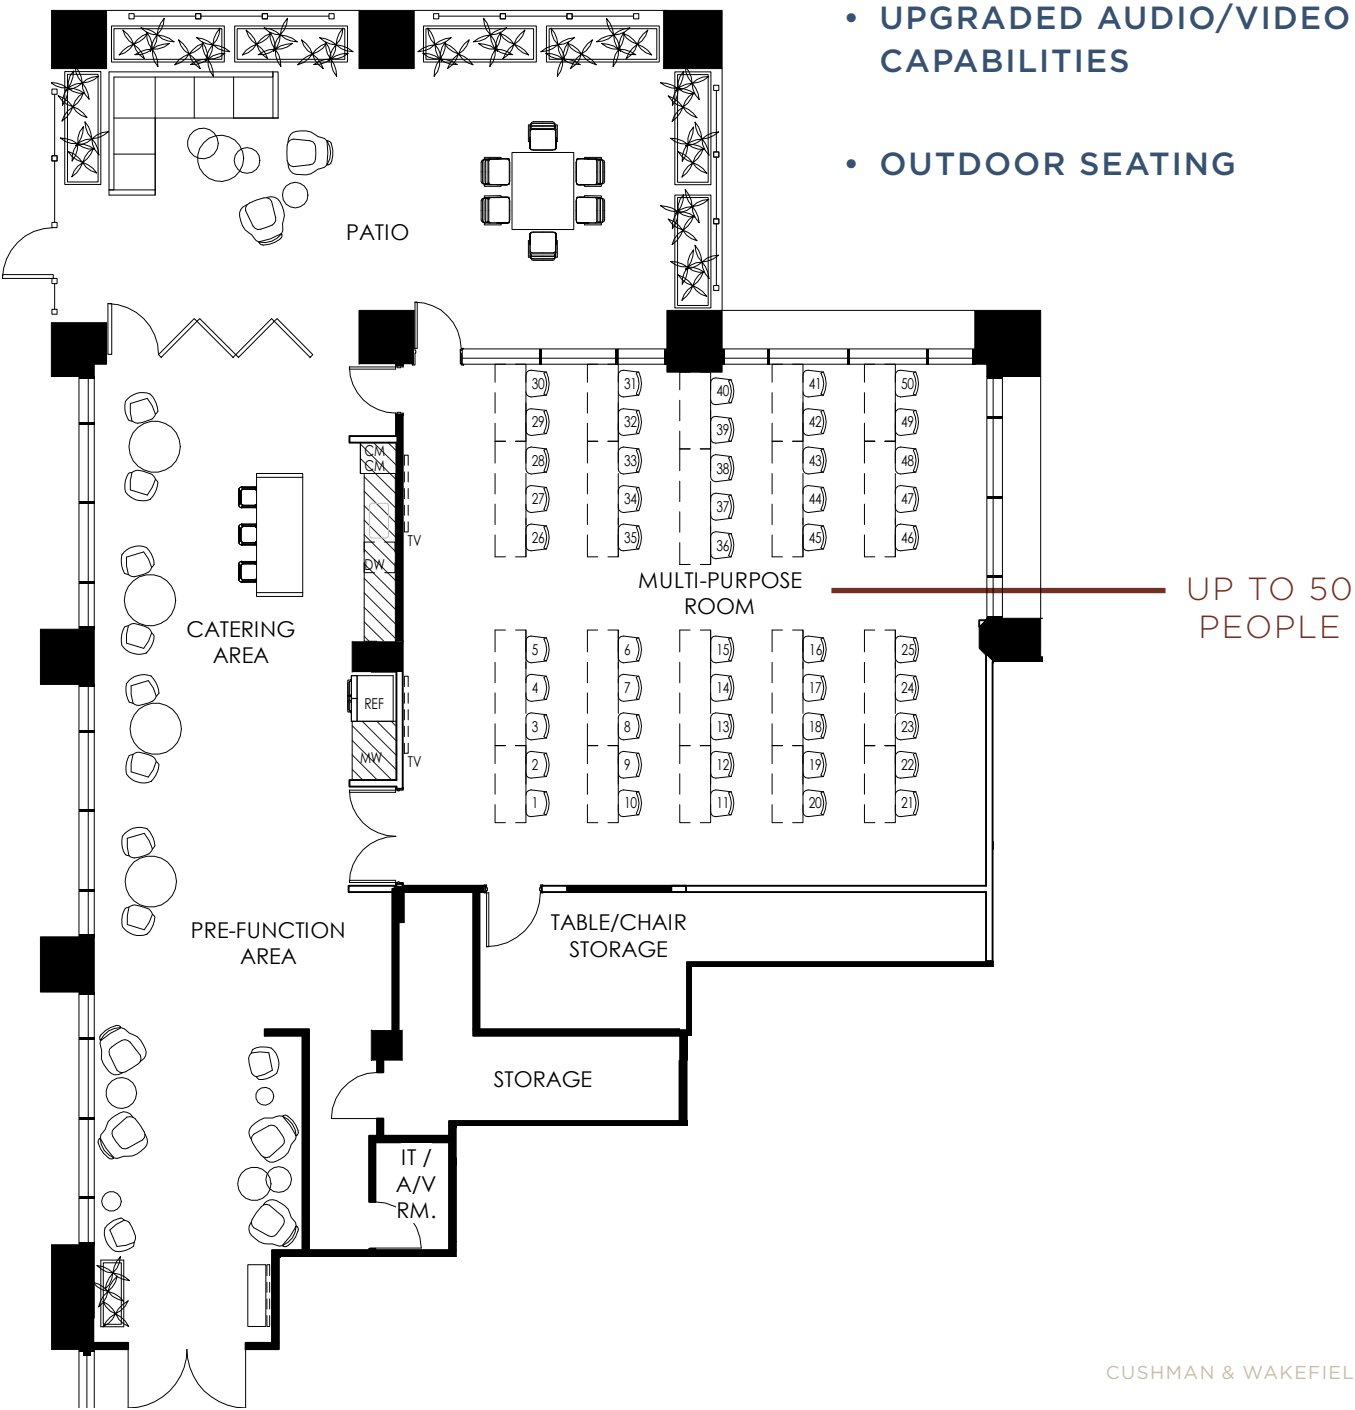 • UPGRADED AUDIO/VIDEO
CAPABILITIES
• OUTDOOR SEATING
PATIO
30 31 40 41 50
29 32 39 42 49
28 33 38 43 48
27 34 37 44 47
26 35 36 45 46
CM
CM
TV
DW
MULTI-PURPOSE
ROOM
UP TO 50
PEOPLE
CATERING
AREA
5 6 15 16 25
4 7 14 17 24
3 8 13 18 23
2 9 12 19 22
1 10 11 20 21
REF
MW
TV
PRE-FUNCTION
AREA
TABLE/CHAIR
STORAGE
STORAGE
IT /
A/V
RM.
CUSHMAN & WAKEFIEL